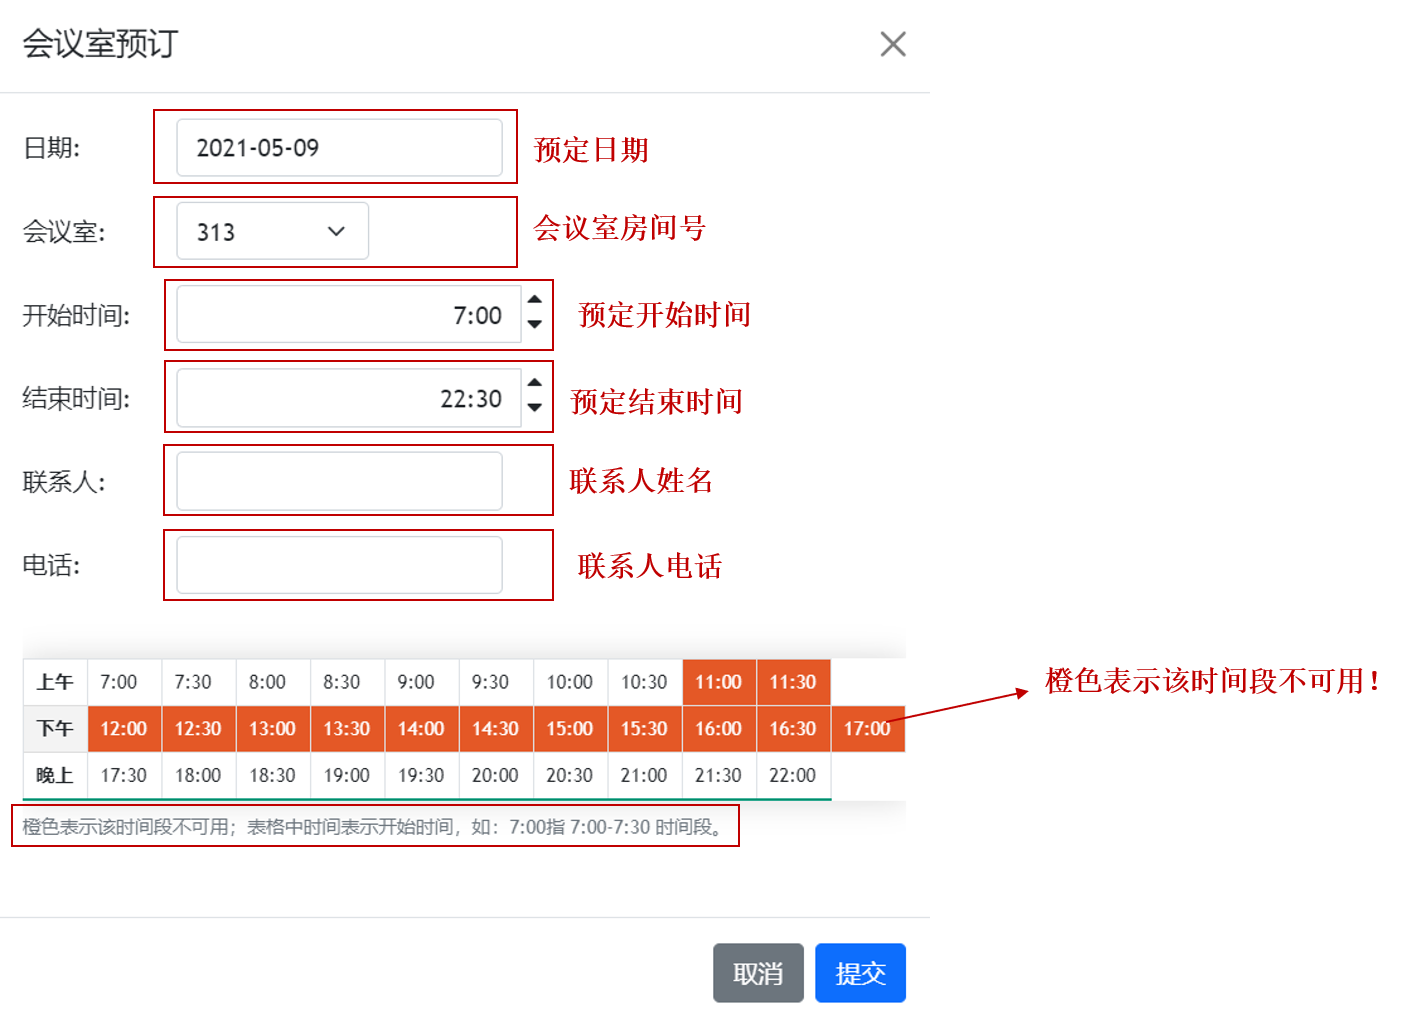 会议室预订
日期: 2021-05-09 预定日期
会议室: 313 会议室房间号
开始时间: 7:00 预定开始时间
结束时间: 22:30 预定结束时间
联系人: 联系人姓名
电话: 联系人电话
上午 7:00 7:30 8:00 8:30 9:00 9:30 10:00 10:30 11:00 11:30
橙色表示该时间段不可用!
下午 12:00 12:30 13:00 13:30 14:00 14:30 15:00 15:30 16:00 16:30 17:00
晚上 17:30 18:00 18:30 19:00 19:30 20:00 20:30 21:00 21:30 22:00
橙色表示该时间段不可用；表格中时间表示开始时间，如：7:00指 7:00-7:30 时间段。
取消 提交